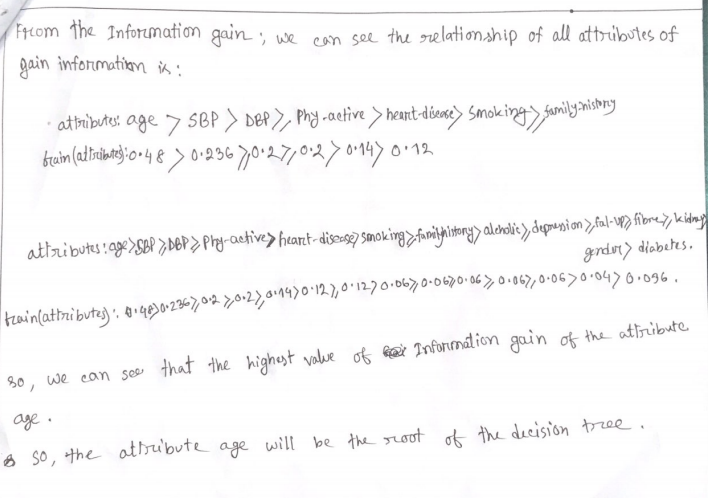 From the Information gain; we can see the relationship of all attributes of
gain information is:
attributes: age > SBP > DBP ⩾ Phy-active > heart-disease > Smoking ⩾ family-history
train(attributes): 0.48 > 0.236 ⩾ 0.2 ⩾ 0.2 > 0.14 > 0.12
attributes: age > SBP ⩾ DBP ⩾ Phy-active > heart-disease > smoking ⩾ family history > alcholic ⩾ depression ⩾ fal-up ⩾ fibre ⩾ kidney
gender > diabetes.
train(attributes): 0.48 > 0.236 ⩾ 0.2 ⩾ 0.2 ⩾ 0.14 > 0.12 ⩾ 0.12 > 0.06 ⩾ 0.06 ⩾ 0.06 ⩾ 0.06 ⩾ 0.06 > 0.04 > 0.036.
so, we can see that the highest value of Information gain of the attribute
age.
so, the attribute age will be the root of the decision tree.